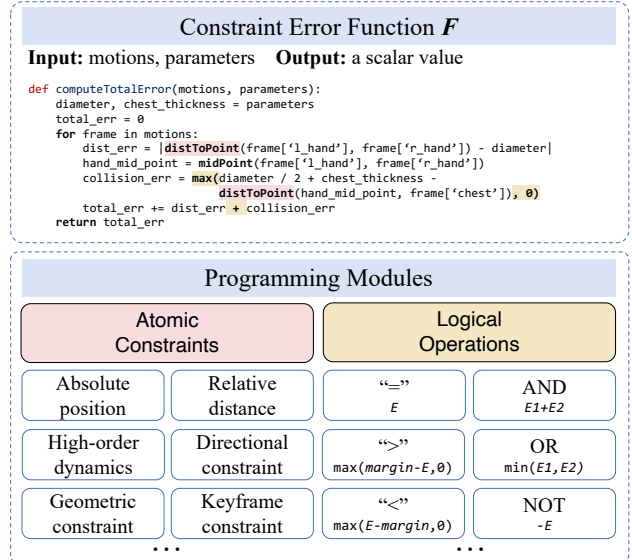 Constraint Error Function F
Input: motions, parameters Output: a scalar value
def computeTotalError(motions, parameters):
    diameter, chest_thickness = parameters
    total_err = 0
    for frame in motions:
        dist_err = |distToPoint(frame[‘l_hand’], frame[‘r_hand’]) - diameter|
        hand_mid_point = midPoint(frame[‘l_hand’], frame[‘r_hand’])
        collision_err = max(diameter / 2 + chest_thickness -
                            distToPoint(hand_mid_point, frame[‘chest’]), 0)
        total_err += dist_err + collision_err
    return total_err
Programming Modules
Atomic
Constraints
Logical
Operations
Absolute
position
Relative
distance
“=”
E
AND
E1+E2
High-order
dynamics
Directional
constraint
“>”
max(margin-E,0)
OR
min(E1,E2)
Geometric
constraint
Keyframe
constraint
“<”
max(E-margin,0)
NOT
-E
...
...